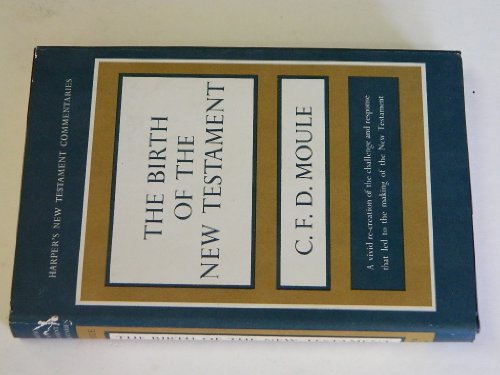 HARPER'S NEW TESTAMENT COMMENTARIES
THE BIRTH
OF THE
NEW TESTAMENT
C. F. D. MOULE
A vivid re-creation of the challenge and response
that led to the making of the New Testament
THE BIRTH OF THE NEW TESTAMENT